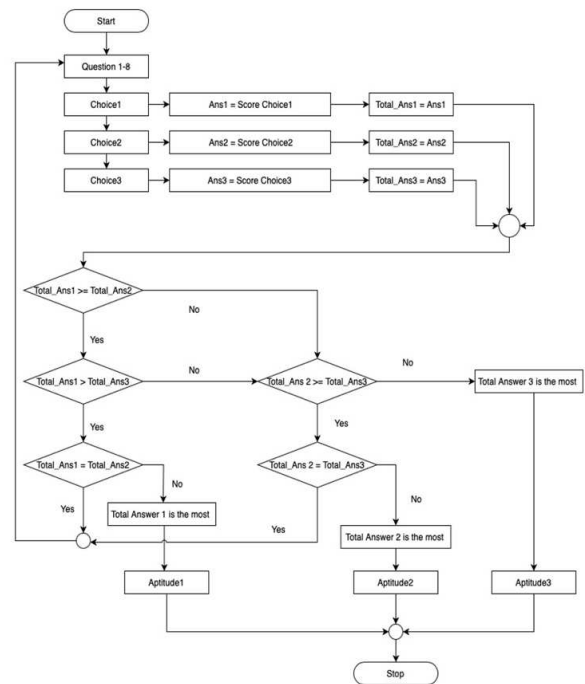 Start
Question 1-8
Choice1
Ans1 = Score Choice1
Total_Ans1 = Ans1
Choice2
Ans2 = Score Choice2
Total_Ans2 = Ans2
Choice3
Ans3 = Score Choice3
Total_Ans3 = Ans3
Total_Ans1 >= Total_Ans2
No
Yes
Total_Ans1 > Total_Ans3
No
Total_Ans 2 >= Total_Ans3
No
Total Answer 3 is the most
Yes
Yes
Total_Ans1 = Total_Ans2
No
Total_Ans 2 = Total_Ans3
No
Yes
Total Answer 1 is the most
Yes
Total Answer 2 is the most
Aptitude1
Aptitude2
Aptitude3
Stop